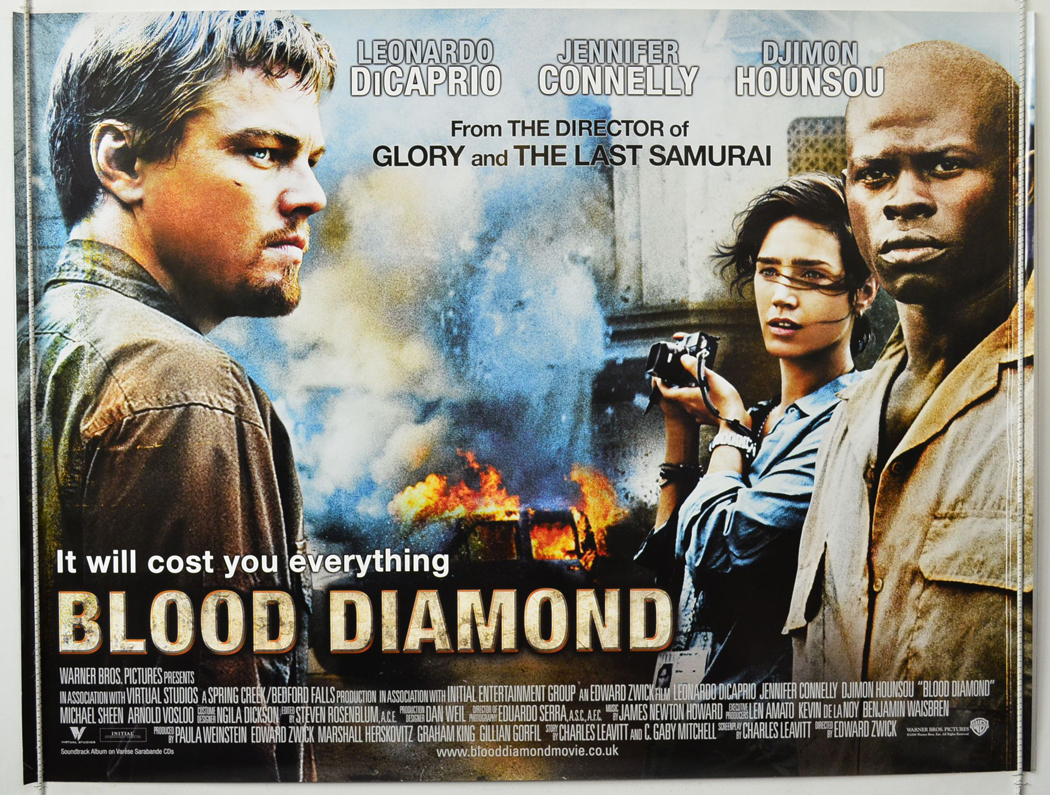 LEONARDO DiCAPRIO
JENNIFER CONNELLY
DJIMON HOUNSOU
From THE DIRECTOR of
GLORY and THE LAST SAMURAI
It will cost you everything
BLOOD DIAMOND
WARNER BROS. PICTURES PRESENTS
IN ASSOCIATION WITH VIRTUAL STUDIOS A SPRING CREEK/BEDFORD FALLS PRODUCTION IN ASSOCIATION WITH INITIAL ENTERTAINMENT GROUP AN EDWARD ZWICK FILM LEONARDO DiCAPRIO JENNIFER CONNELLY DJIMON HOUNSOU "BLOOD DIAMOND"
MICHAEL SHEEN ARNOLD VOSLOO COSTUME DESIGNER NGILA DICKSON EDITED BY STEVEN ROSENBLUM, A.C.E. PRODUCTION DESIGNER DAN WEIL DIRECTOR OF PHOTOGRAPHY EDUARDO SERRA, A.S.C., A.F.C. MUSIC BY JAMES NEWTON HOWARD EXECUTIVE PRODUCERS LEN AMATO KEVIN DE LA NOY BENJAMIN WAISBREN
PRODUCED BY PAULA WEINSTEIN EDWARD ZWICK MARSHALL HERSKOVITZ GRAHAM KING GILLIAN GORFIL STORY BY CHARLES LEAVITT AND C. GABY MITCHELL SCREENPLAY BY CHARLES LEAVITT DIRECTED BY EDWARD ZWICK
VIRTUAL STUDIOS
INITIAL
WARNER BROS. PICTURES
Soundtrack Album on Varèse Sarabande CDs
www.blooddiamondmovie.co.uk